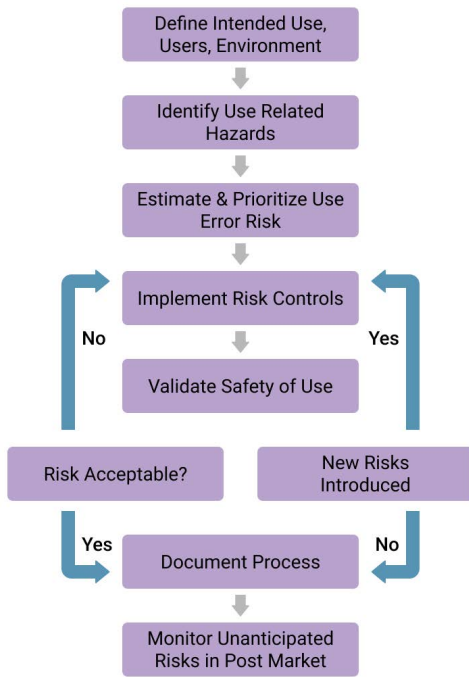 Define Intended Use,
Users, Environment
Identify Use Related
Hazards
Estimate & Prioritize Use
Error Risk
Implement Risk Controls
No
Yes
Validate Safety of Use
Risk Acceptable?
New Risks
Introduced
Yes
No
Document Process
Monitor Unanticipated
Risks in Post Market